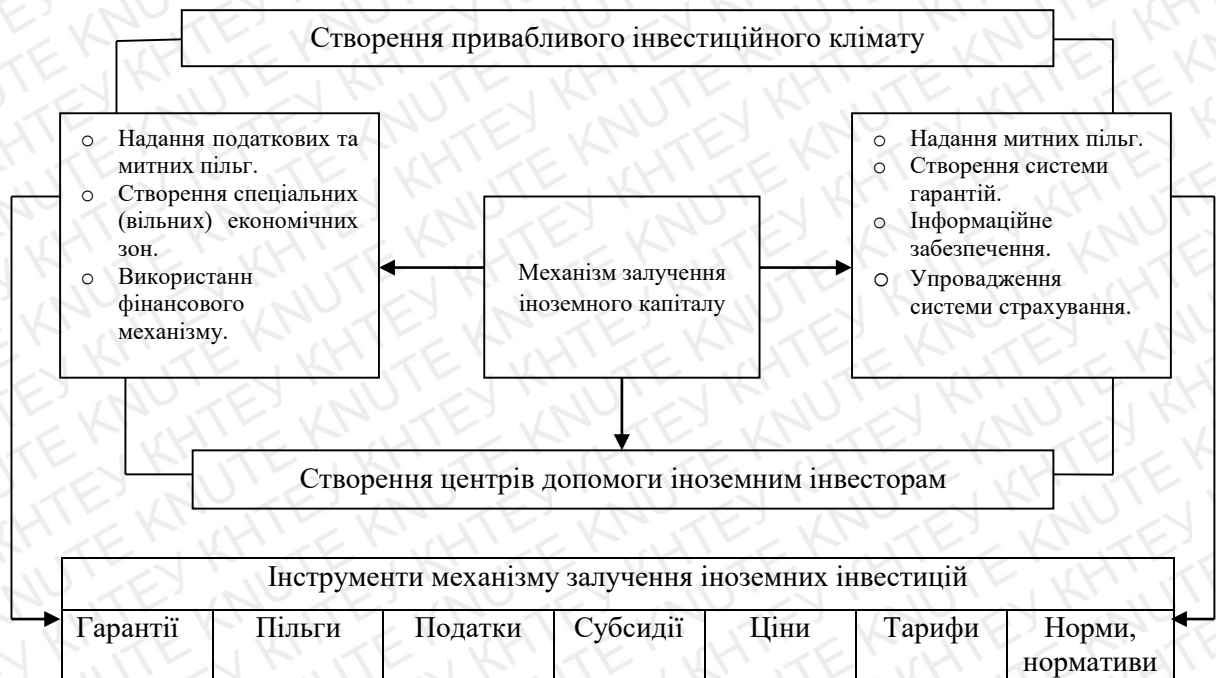 Створення привабливого інвестиційного клімату
○ Надання податкових та
митних пільг.
○ Створення спеціальних
(вільних) економічних
зон.
○ Використанн
фінансового
механізму.
Механізм залучення
іноземного капіталу
○ Надання митних пільг.
○ Створення системи
гарантій.
○ Інформаційне
забезпечення.
○ Упровадження
системи страхування.
Створення центрів допомоги іноземним інвесторам
Інструменти механізму залучення іноземних інвестицій
Гарантії Пільги Податки Субсидії Ціни Тарифи Норми,
нормативи